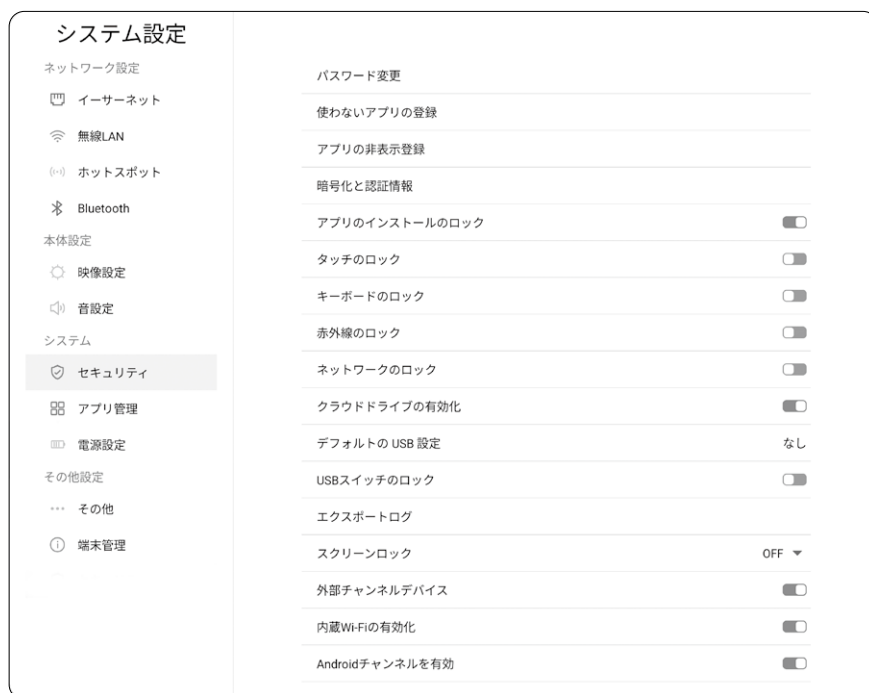 システム設定
ネットワーク設定
イーサーネット
無線LAN
ホットスポット
Bluetooth
本体設定
映像設定
音設定
システム
セキュリティ
アプリ管理
電源設定
その他設定
その他
端末管理
パスワード変更
使わないアプリの登録
アプリの非表示登録
暗号化と認証情報
アプリのインストールのロック
タッチのロック
キーボードのロック
赤外線のロック
ネットワークのロック
クラウドドライブの有効化
デフォルトの USB 設定 なし
USBスイッチのロック
エクスポートログ
スクリーンロック OFF
外部チャンネルデバイス
内蔵Wi-Fiの有効化
Androidチャンネルを有効